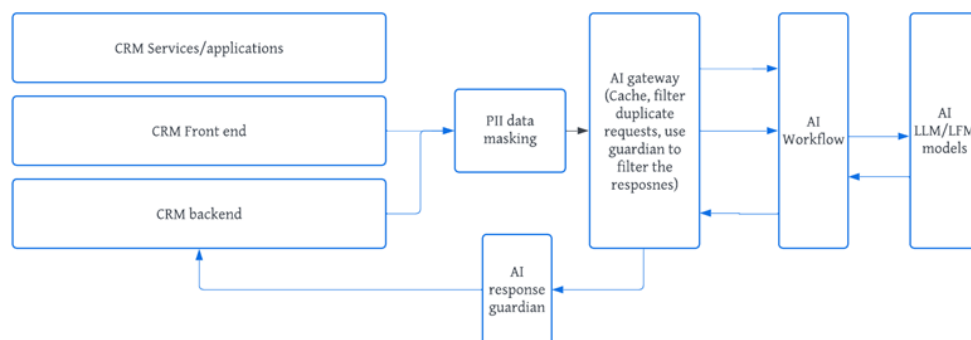 CRM Services/applications
CRM Front end
CRM backend
PII data
masking
AI gateway
(Cache, filter
duplicate
requests, use
guardian to
filter the
resposnes)
AI
Workflow
AI
LLM/LFM
models
AI
response
guardian